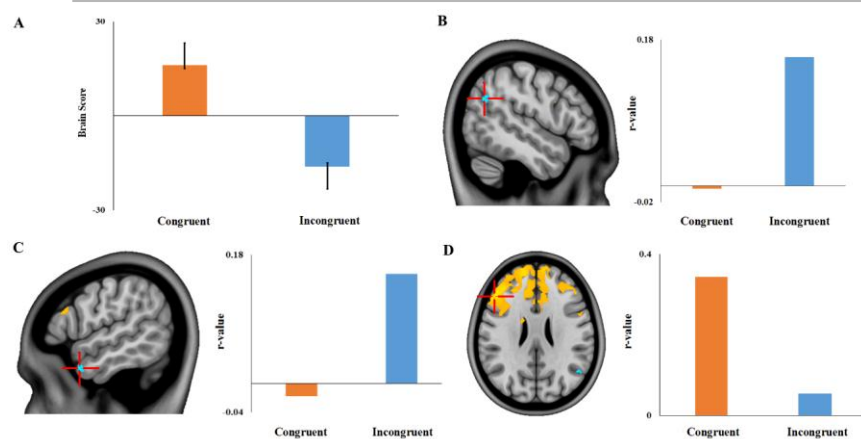 A
30
Brain Score
-30
Congruent
Incongruent
B
0.18
r-value
-0.02
Congruent
Incongruent
C
0.18
r-value
-0.04
Congruent
Incongruent
D
0.4
r-value
0
Congruent
Incongruent